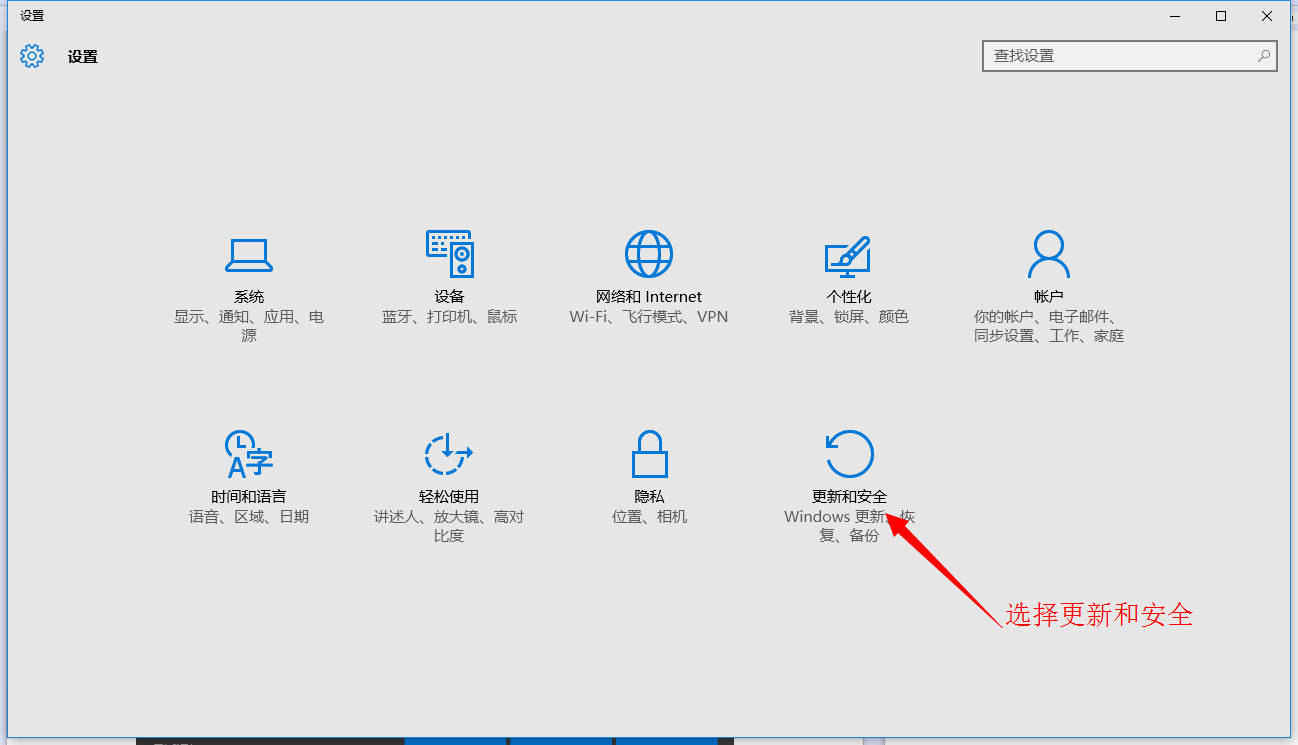 设置
设置
查找设置
系统
显示、通知、应用、电
源
设备
蓝牙、打印机、鼠标
网络和 Internet
Wi-Fi、飞行模式、VPN
个性化
背景、锁屏、颜色
帐户
你的帐户、电子邮件、
同步设置、工作、家庭
时间和语言
语音、区域、日期
轻松使用
讲述人、放大镜、高对
比度
隐私
位置、相机
更新和安全
Windows 更新、恢
复、备份
选择更新和安全